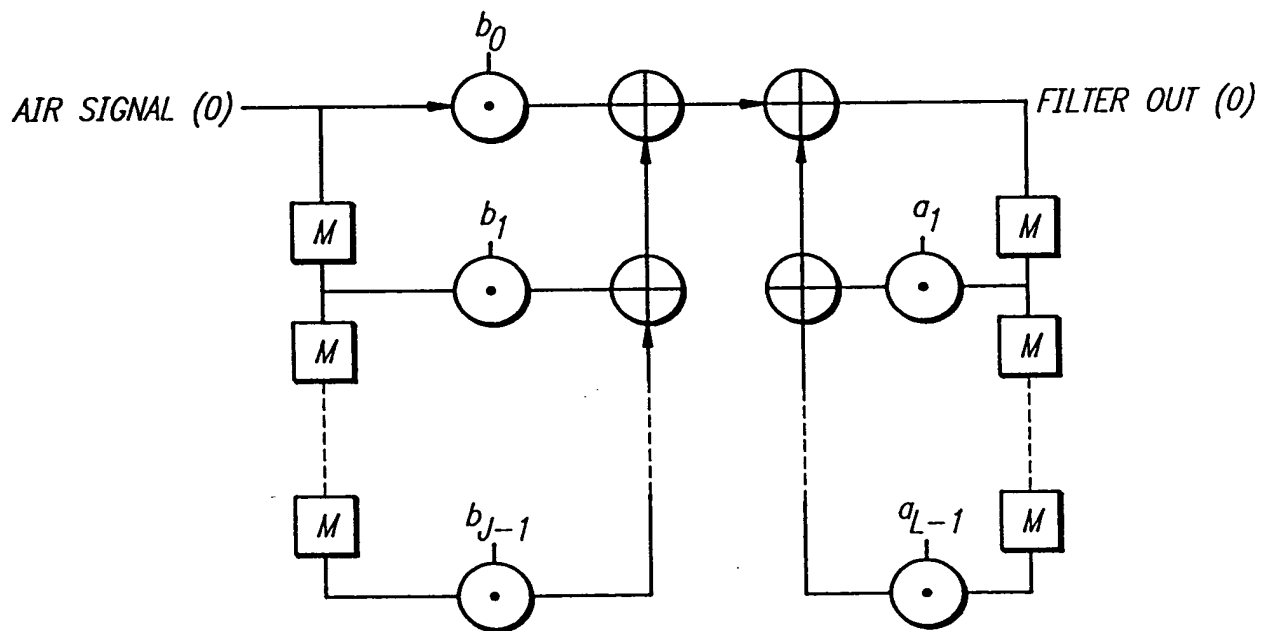 b0
AIR SIGNAL (0)
FILTER OUT (0)
M
b1
a1
M
M
M
bJ-1
aL-1
M
M